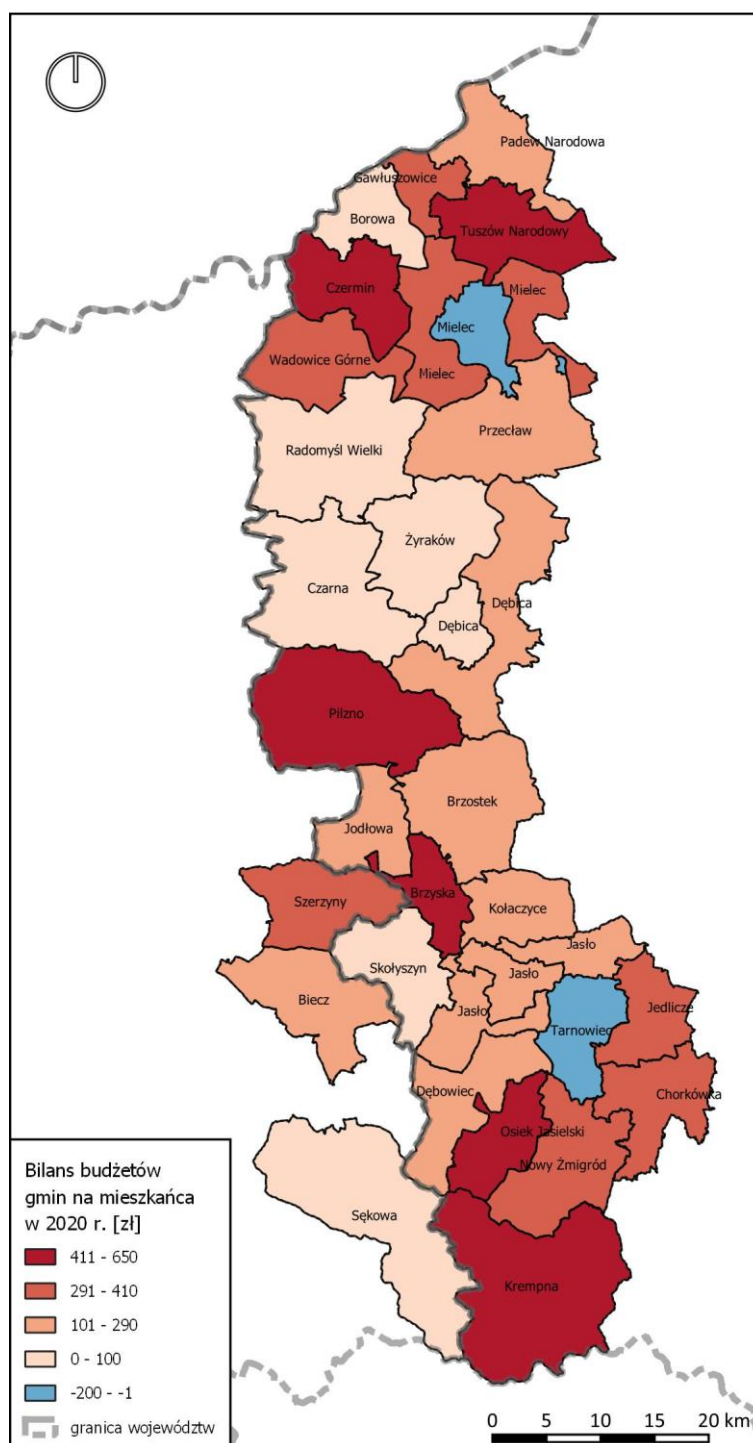 Padew Narodowa
Gawłuszowice
Borowa
Tuszów Narodowy
Czermin
Mielec
Mielec
Wadowice Górne
Mielec
Przecław
Radomyśl Wielki
Żyraków
Czarna
Dębica
Dębica
Pilzno
Brzostek
Jodłowa
Brzyska
Szerzyny
Kołaczyce
Jasło
Skołyszyn
Jasło
Biecz
Jasło
Jedlicze
Tarnowiec
Dębowiec
Chorkówka
Osiek Jasielski
Nowy Żmigród
Sękowa
Krempna
Bilans budżetów
gmin na mieszkańca
w 2020 r. [zł]
411 - 650
291 - 410
101 - 290
0 - 100
-200 - -1
granica województw
0 5 10 15 20 km